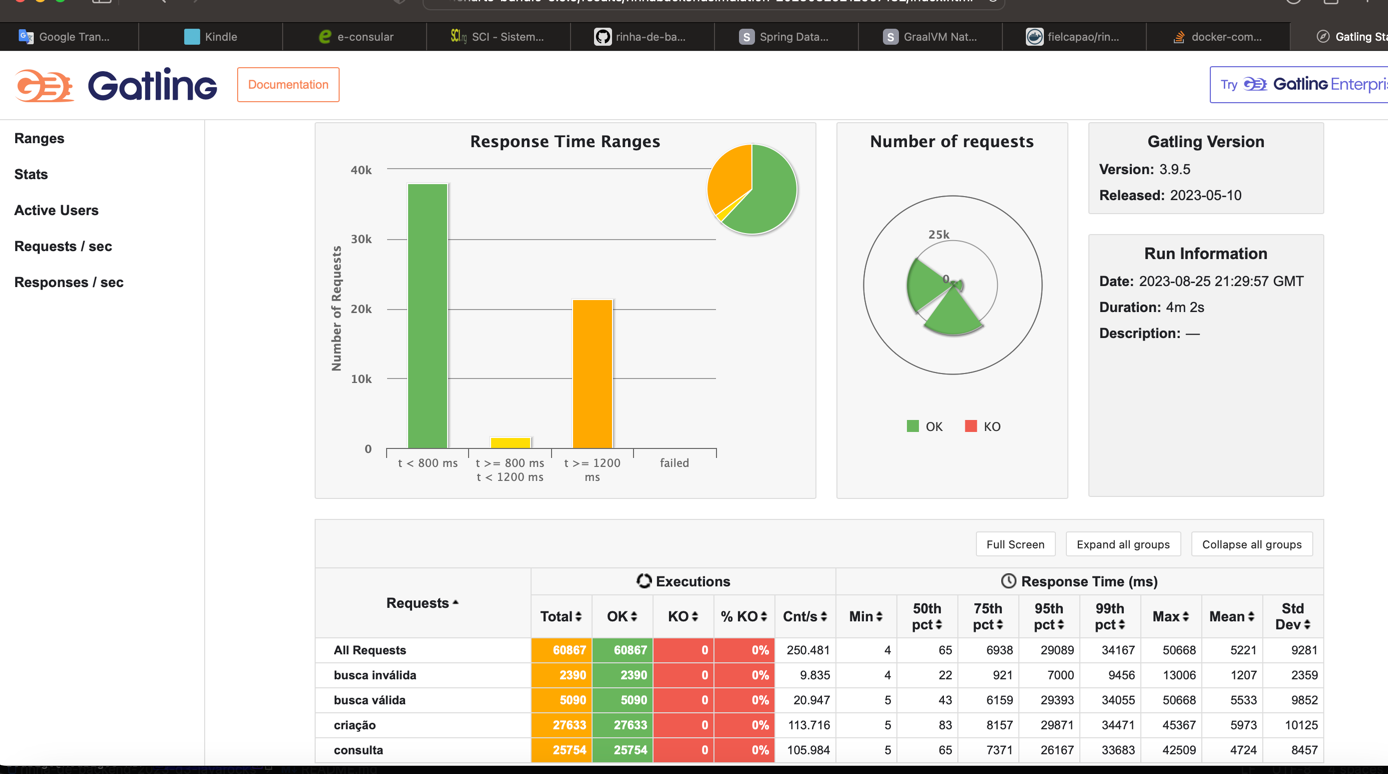 Google Tran... Kindle e-consular SCI - Sistem... rinha-de-ba... Spring Data... GraalVM Nat... fielcapao/rin... docker-com... Gatling Sta
Gatling Documentation Try Gatling Enterpri
Ranges
Stats
Active Users
Requests / sec
Responses / sec
Response Time Ranges
Number of Requests
40k
30k
20k
10k
0
t < 800 ms
t >= 800 ms
t < 1200 ms
t >= 1200
ms
failed
Number of requests
25k
0
OK KO
Gatling Version
Version: 3.9.5
Released: 2023-05-10
Run Information
Date: 2023-08-25 21:29:57 GMT
Duration: 4m 2s
Description: —
Full Screen Expand all groups Collapse all groups
Requests Executions Response Time (ms)
Total OK KO % KO Cnt/s Min 50th pct 75th pct 95th pct 99th pct Max Mean Std Dev
All Requests 60867 60867 0 0% 250.481 4 65 6938 29089 34167 50668 5221 9281
busca inválida 2390 2390 0 0% 9.835 4 22 921 7000 9456 13006 1207 2359
busca válida 5090 5090 0 0% 20.947 5 43 6159 29393 34055 50668 5533 9852
criação 27633 27633 0 0% 113.716 5 83 8157 29871 34471 45367 5973 10125
consulta 25754 25754 0 0% 105.984 5 65 7371 26167 33683 42509 4724 8457